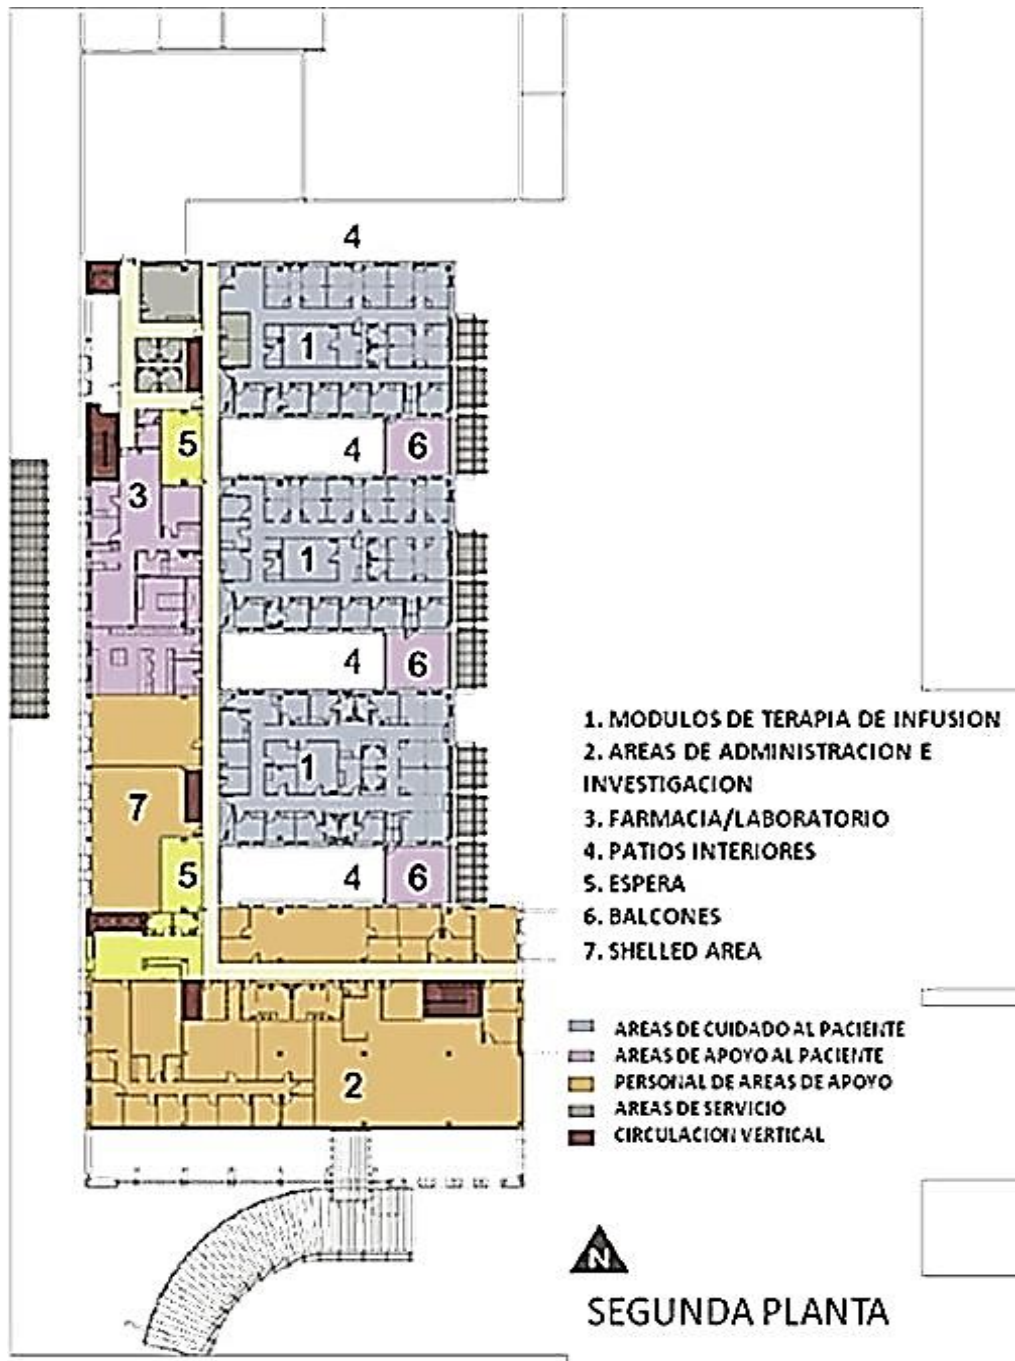 4
1
5
4
6
3
1
4
6
1
7
5
4
6
2
1. MODULOS DE TERAPIA DE INFUSION
2. AREAS DE ADMINISTRACION E
INVESTIGACION
3. FARMACIA/LABORATORIO
4. PATIOS INTERIORES
5. ESPERA
6. BALCONES
7. SHELLED AREA
AREAS DE CUIDADO AL PACIENTE
AREAS DE APOYO AL PACIENTE
PERSONAL DE AREAS DE APOYO
AREAS DE SERVICIO
CIRCULACION VERTICAL
N
SEGUNDA PLANTA